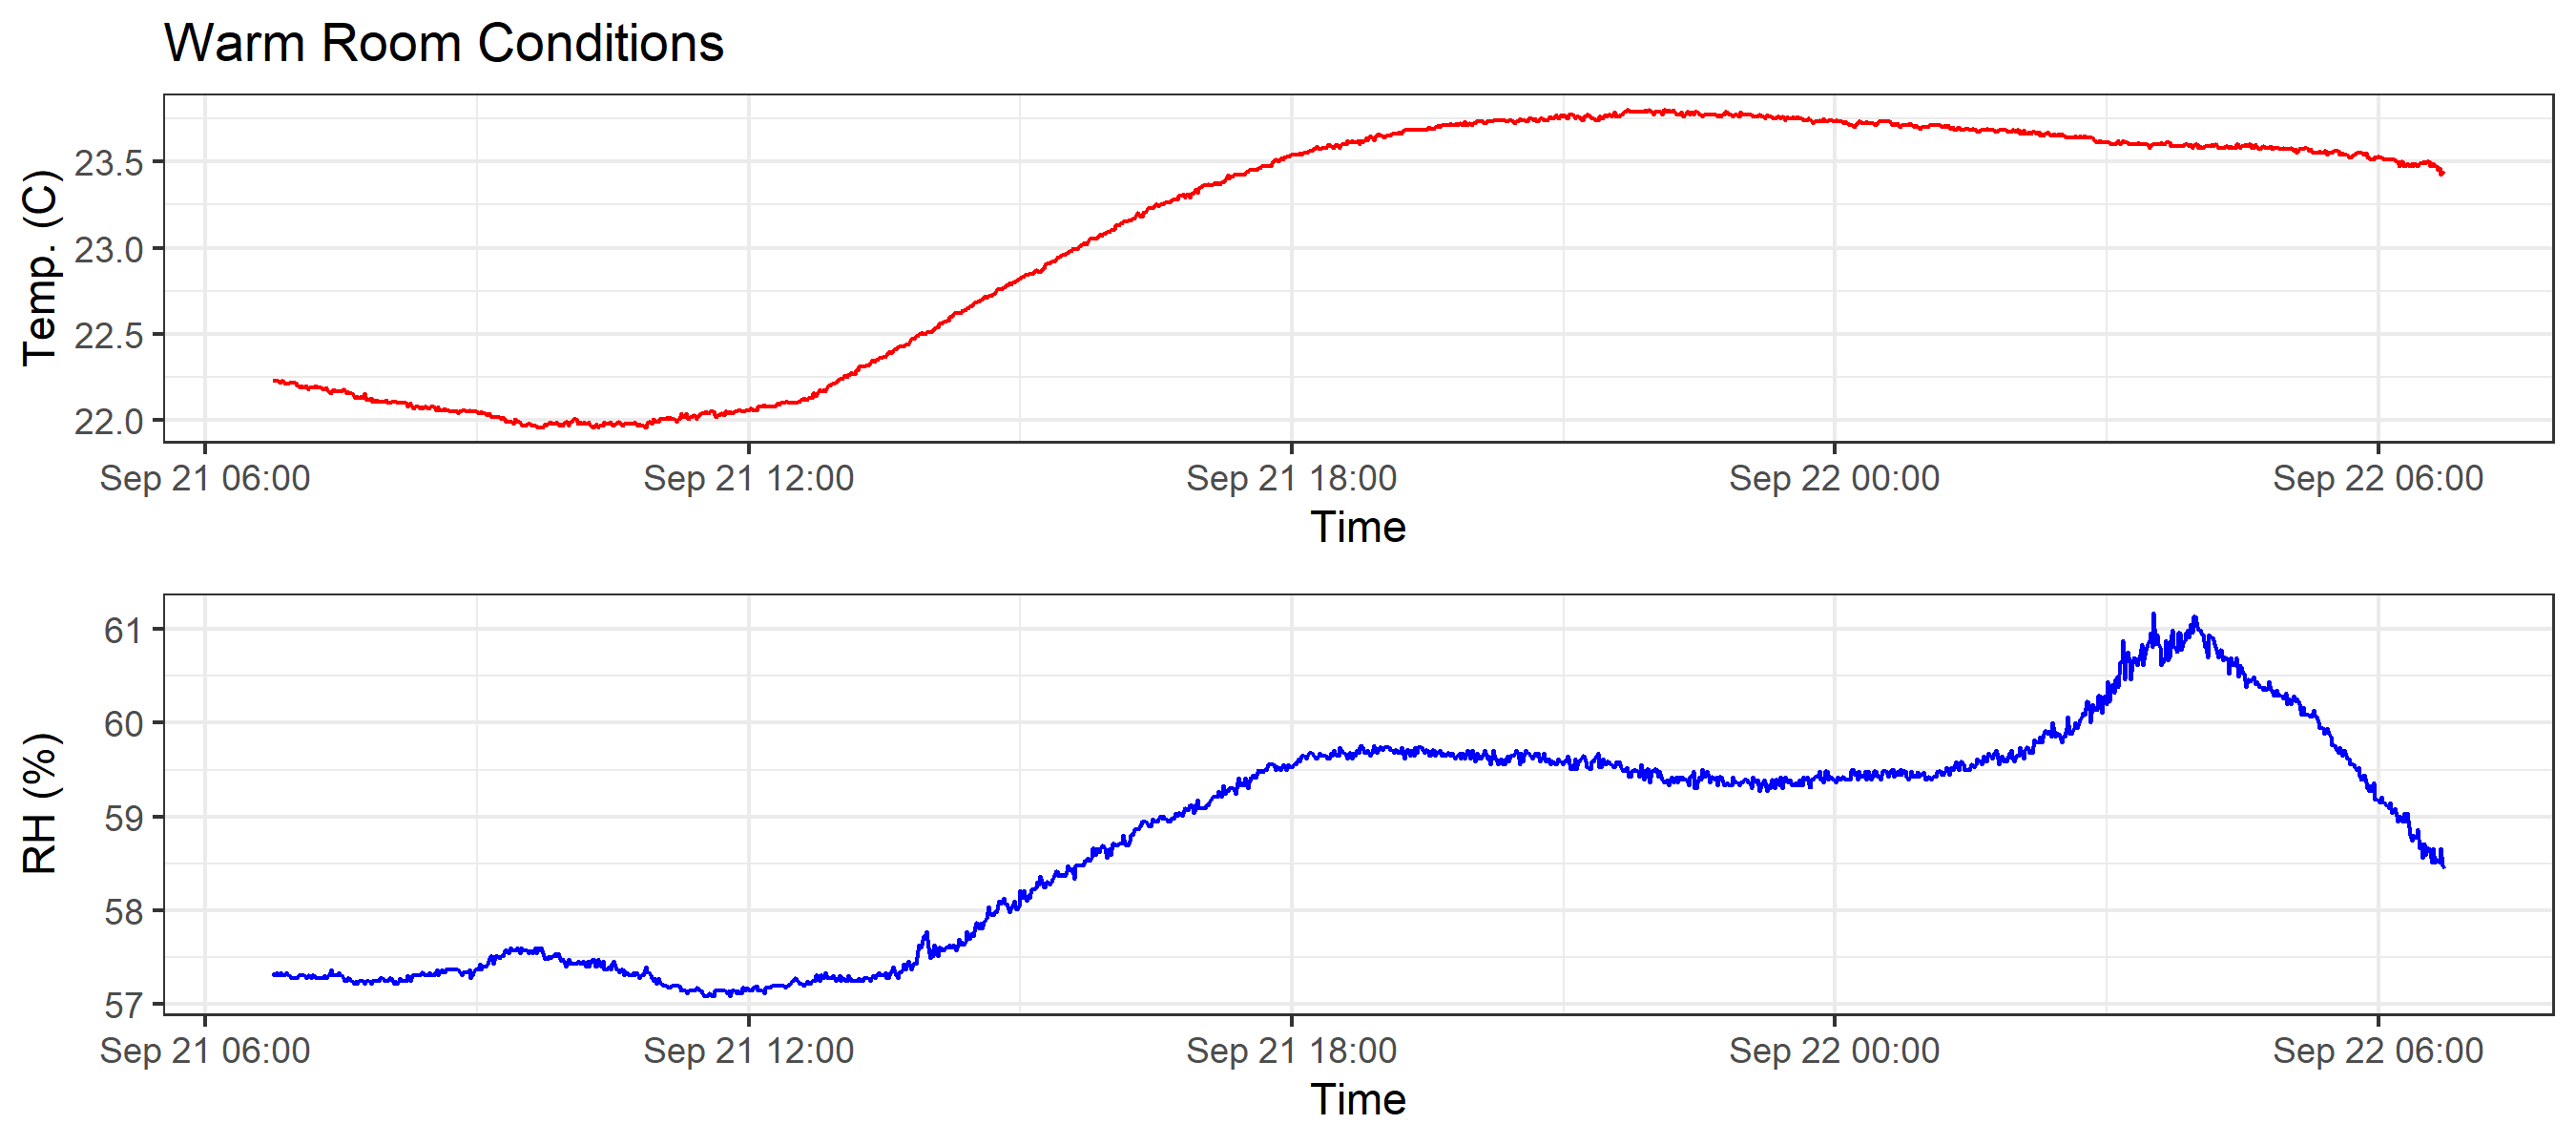 Warm Room Conditions
Temp. (C)
23.5
23.0
22.5
22.0
Sep 21 06:00 Sep 21 12:00 Sep 21 18:00 Sep 22 00:00 Sep 22 06:00
Time
RH (%)
61
60
59
58
57
Sep 21 06:00 Sep 21 12:00 Sep 21 18:00 Sep 22 00:00 Sep 22 06:00
Time